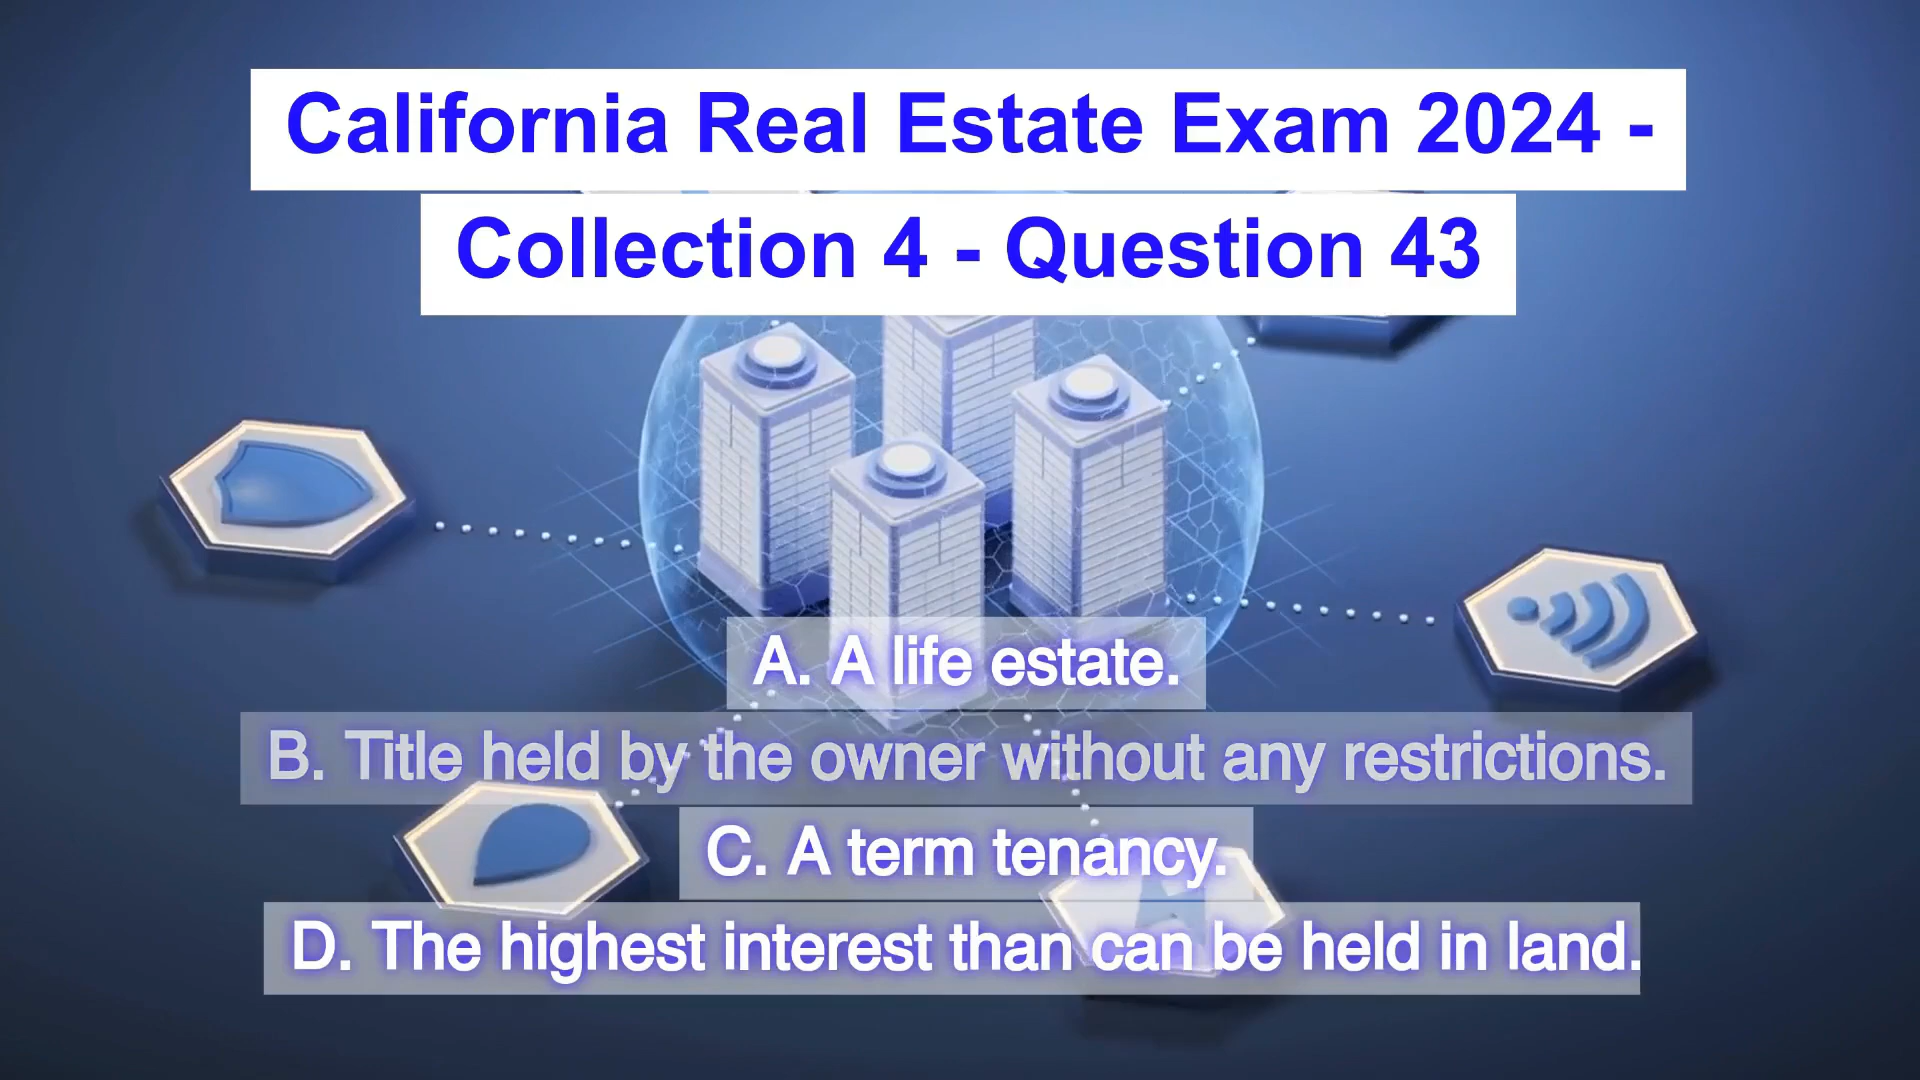 California Real Estate Exam 2024 -
Collection 4 - Question 43
A. A life estate.
B. Title held by the owner without any restrictions.
C. A term tenancy.
D. The highest interest than can be held in land.